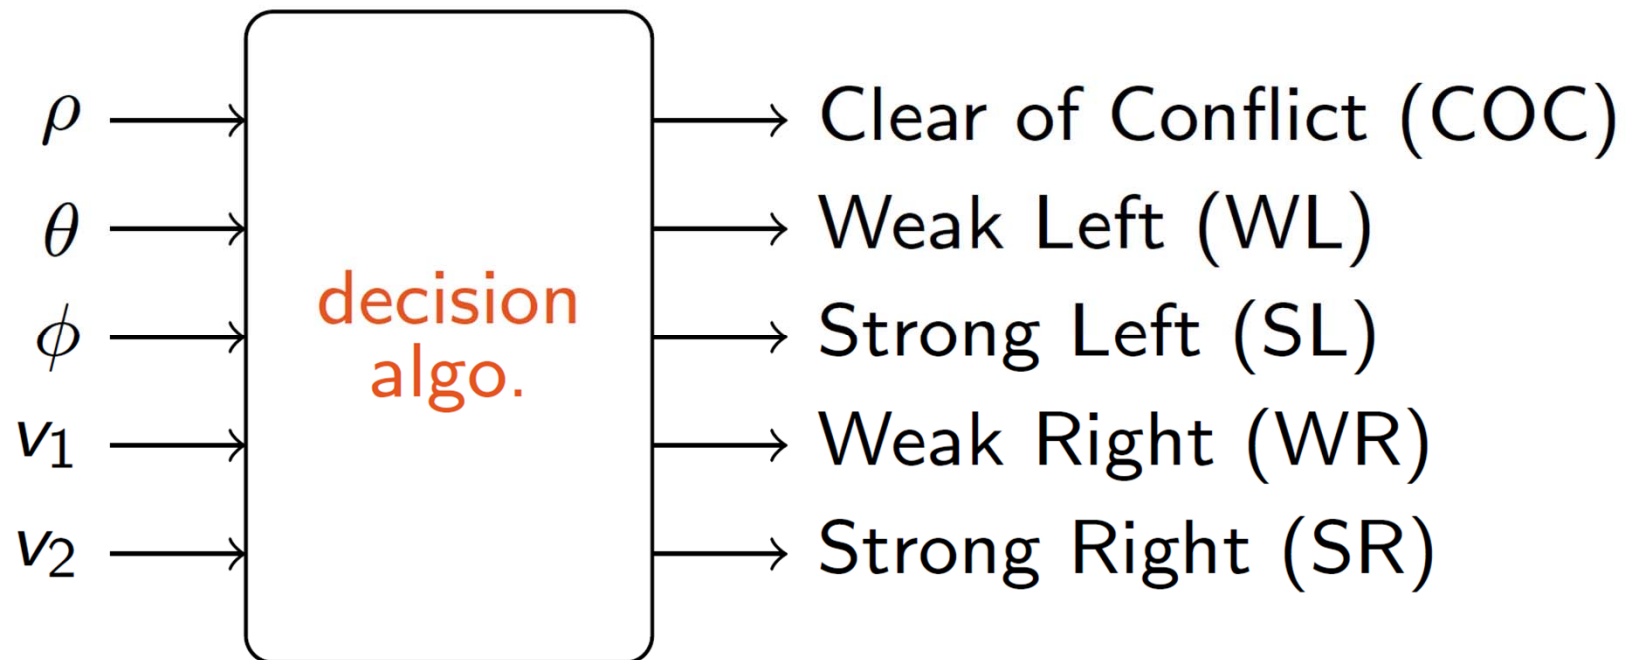 ρ
θ
ϕ
v1
v2
decision
algo.
Clear of Conflict (COC)
Weak Left (WL)
Strong Left (SL)
Weak Right (WR)
Strong Right (SR)